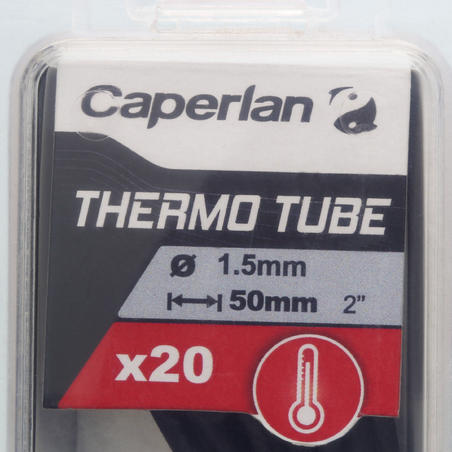 Caperlan
THERMO TUBE
Ø 1.5mm
50mm 2”
x20